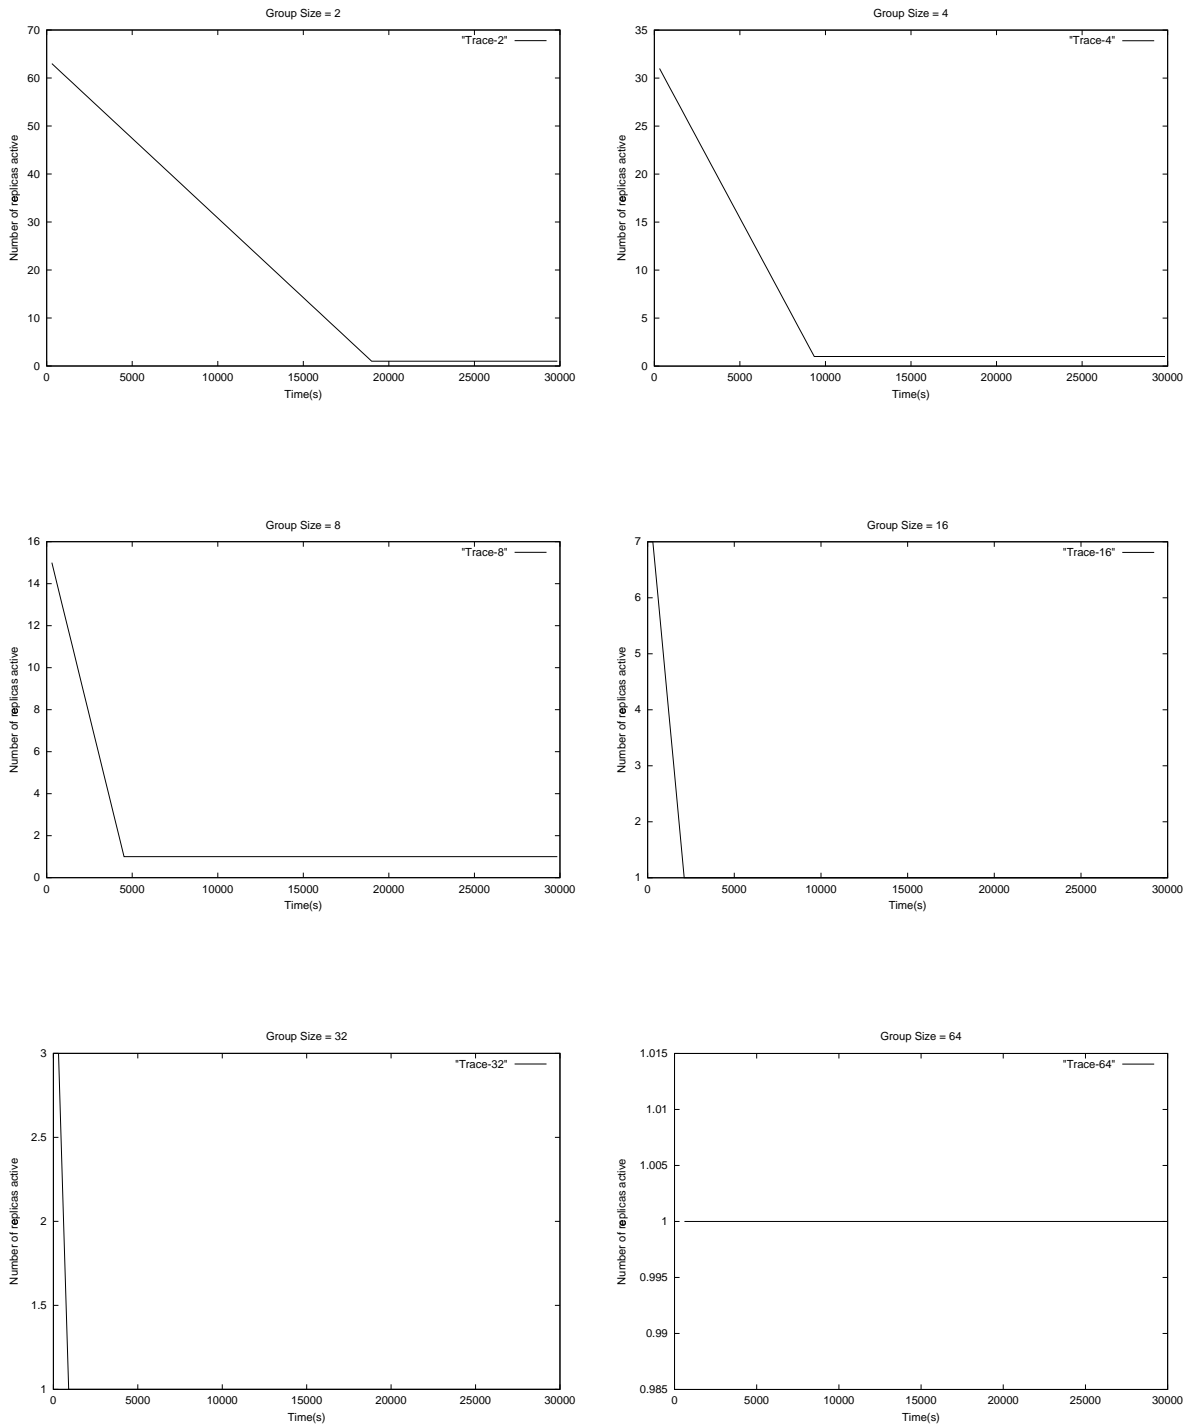 Group Size = 2
"Trace-2"
70
60
50
40
30
20
10
0
Number of replicas active
0 5000 10000 15000 20000 25000 30000
Time(s)
Group Size = 4
"Trace-4"
35
30
25
20
15
10
5
0
Number of replicas active
0 5000 10000 15000 20000 25000 30000
Time(s)
Group Size = 8
"Trace-8"
16
14
12
10
8
6
4
2
0
Number of replicas active
0 5000 10000 15000 20000 25000 30000
Time(s)
Group Size = 16
"Trace-16"
7
6
5
4
3
2
1
Number of replicas active
0 5000 10000 15000 20000 25000 30000
Time(s)
Group Size = 32
"Trace-32"
3
2.5
2
1.5
1
Number of replicas active
0 5000 10000 15000 20000 25000 30000
Time(s)
Group Size = 64
"Trace-64"
1.015
1.01
1.005
1
0.995
0.99
0.985
Number of replicas active
0 5000 10000 15000 20000 25000 30000
Time(s)